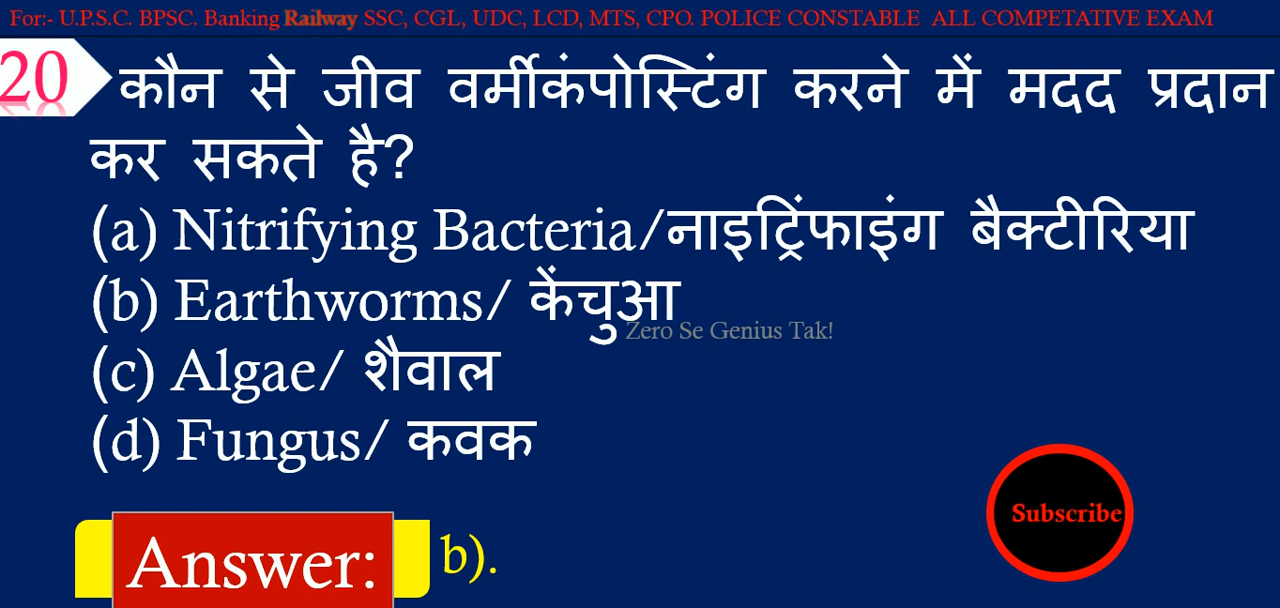 For:- U.P.S.C. BPSC. Banking Railway SSC, CGL, UDC, LCD, MTS, CPO. POLICE CONSTABLE ALL COMPETATIVE EXAM
20 कौन से जीव वर्मीकंपोस्टिंग करने में मदद प्रदान
कर सकते है?
(a) Nitrifying Bacteria/नाइट्रिंफाइंग बैक्टीरिया
(b) Earthworms/ केंचुआ
Zero Se Genius Tak!
(c) Algae/ शैवाल
(d) Fungus/ कवक
Subscribe
Answer: b).